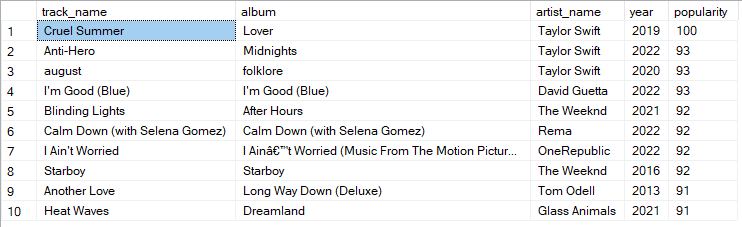 track_name album artist_name year popularity
1 Cruel Summer Lover Taylor Swift 2019 100
2 Anti-Hero Midnights Taylor Swift 2022 93
3 august folklore Taylor Swift 2020 93
4 I'm Good (Blue) I'm Good (Blue) David Guetta 2022 93
5 Blinding Lights After Hours The Weeknd 2021 92
6 Calm Down (with Selena Gomez) Calm Down (with Selena Gomez) Rema 2022 92
7 I Ain't Worried I Ainâ€™t Worried (Music From The Motion Pictur... OneRepublic 2022 92
8 Starboy Starboy The Weeknd 2016 92
9 Another Love Long Way Down (Deluxe) Tom Odell 2013 91
10 Heat Waves Dreamland Glass Animals 2021 91